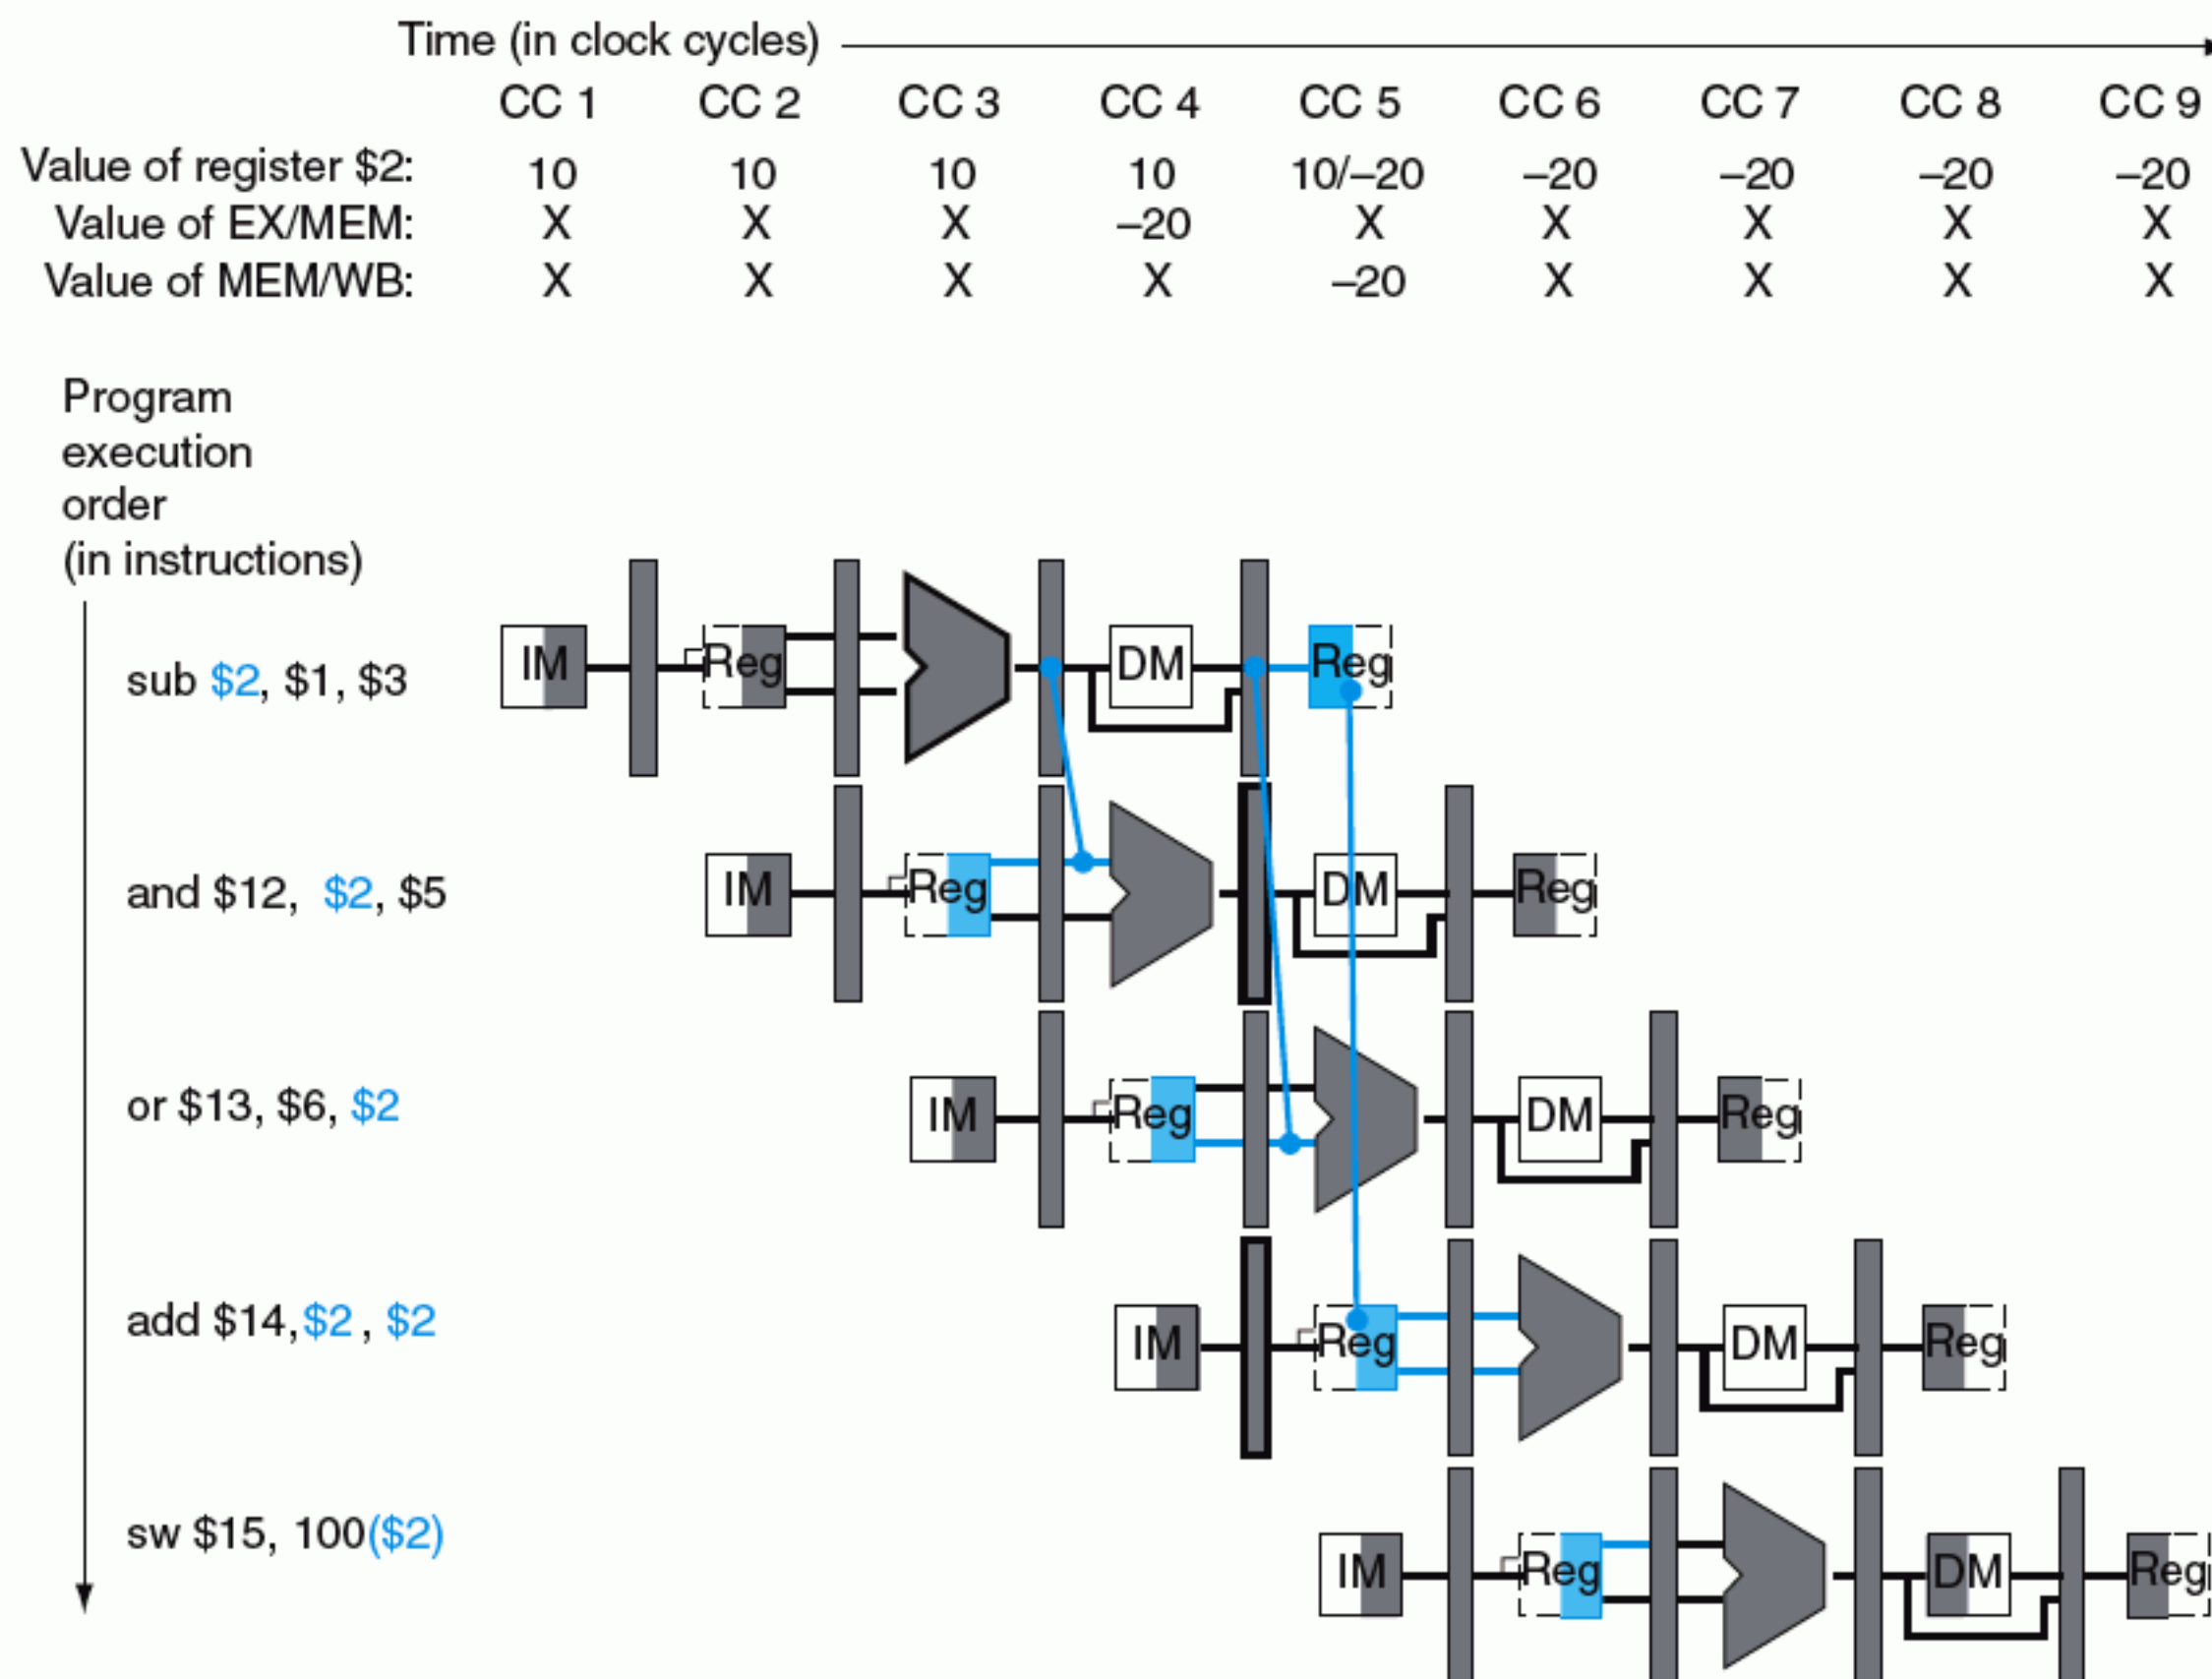 Time (in clock cycles)
CC 1 CC 2 CC 3 CC 4 CC 5 CC 6 CC 7 CC 8 CC 9
Value of register $2: 10 10 10 10 10/–20 –20 –20 –20 –20
Value of EX/MEM: X X X –20 X X X X X
Value of MEM/WB: X X X X –20 X X X X
Program
execution
order
(in instructions)
sub $2, $1, $3 IM Reg DM Reg
and $12, $2, $5 IM Reg DM Reg
or $13, $6, $2 IM Reg DM Reg
add $14, $2 , $2 IM Reg DM Reg
sw $15, 100($2) IM Reg DM Reg